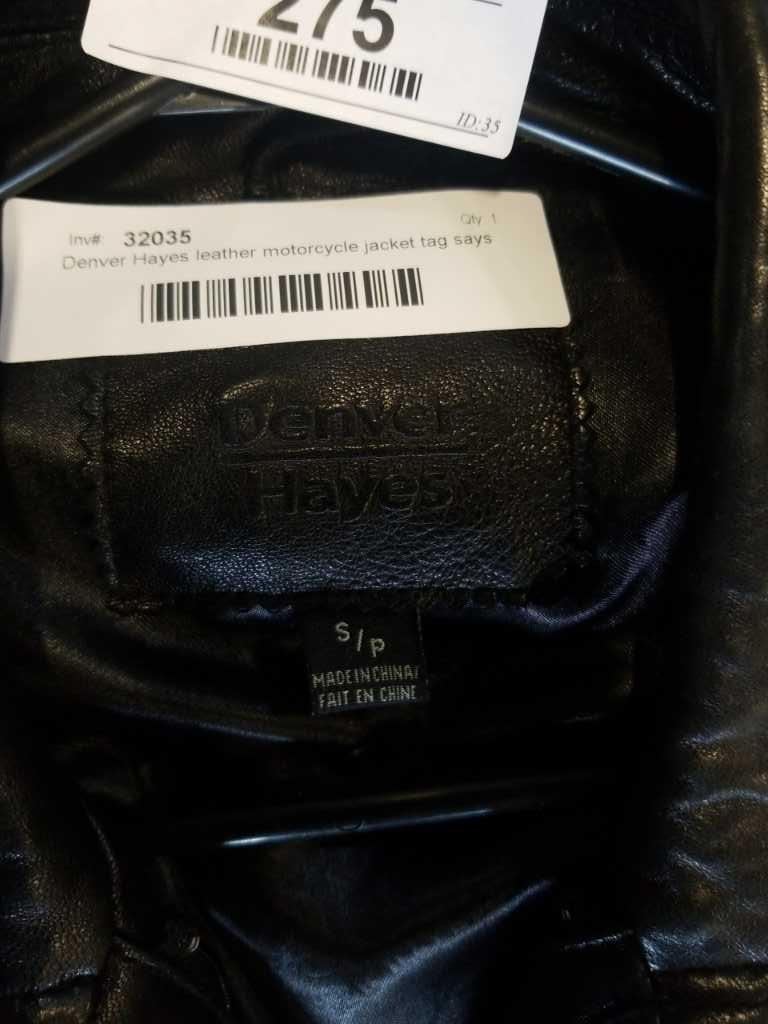 275
ID:35
Inv#: 32035 Qty 1
Denver Hayes leather motorcycle jacket tag says
Denver
Hayes
S/P
MADE IN CHINA/
FAIT EN CHINE